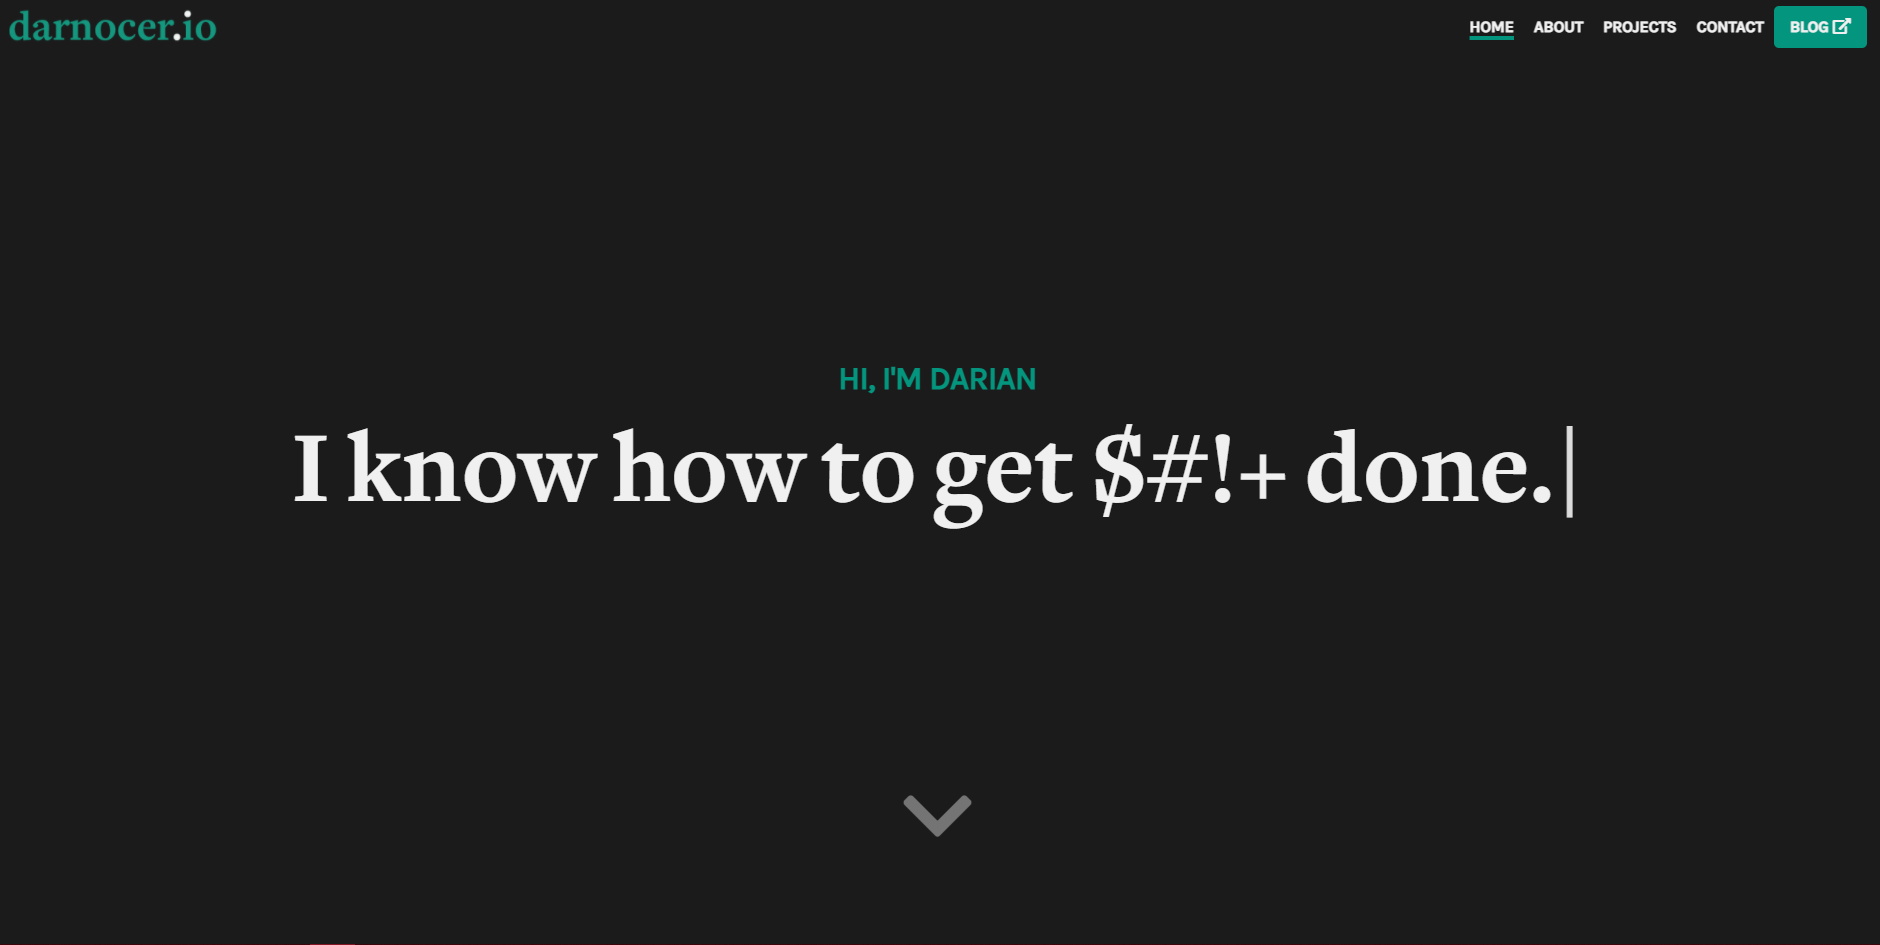 darnocer.io
HOME ABOUT PROJECTS CONTACT BLOG
HI, I'M DARIAN
I know how to get $#!+ done.